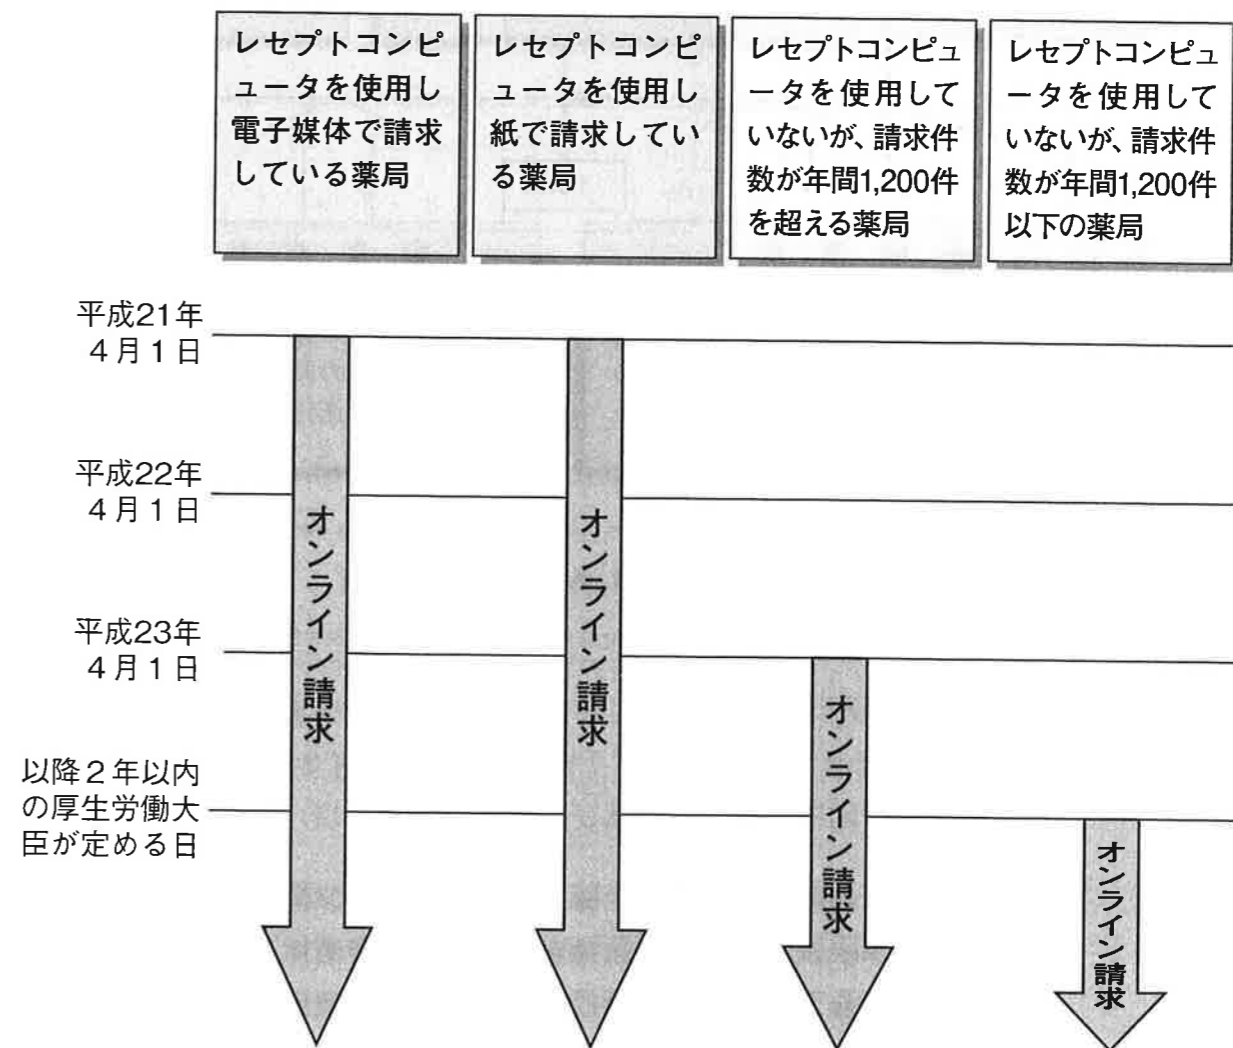 レセプトコンピ
ュータを使用し
電子媒体で請求
している薬局
レセプトコンピ
ュータを使用し
紙で請求してい
る薬局
レセプトコンピュ
ータを使用して
いないが、請求件
数が年間1,200件
を超える薬局
レセプトコンピュ
ータを使用して
いないが、請求件
数が年間1,200件
以下の薬局
平成21年
４月１日
平成22年
４月１日
平成23年
４月１日
以降２年以内
の厚生労働大
臣が定める日
オンライン請求
オンライン請求
オンライン請求
オンライン請求